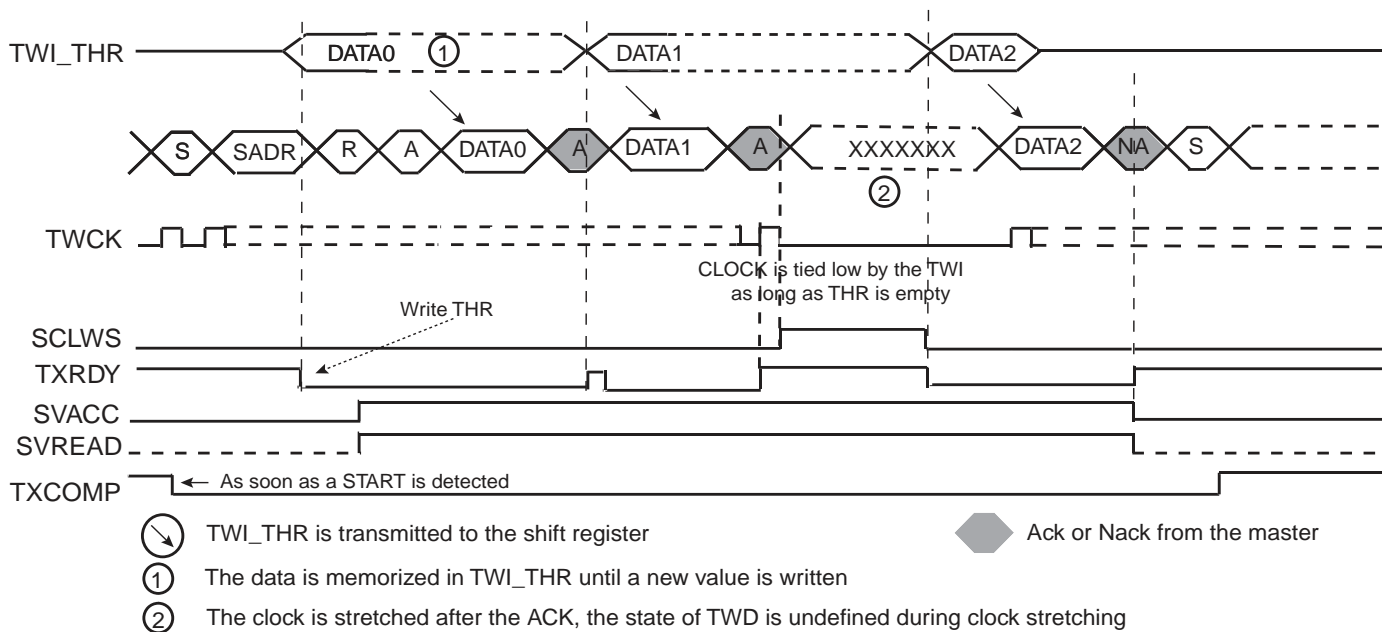 TWI_THR DATA0 1 DATA1 DATA2
S SADR R A DATA0 A DATA1 A XXXXXXX DATA2 NA S
2
TWCK
CLOCK is tied low by the TWI
as long as THR is empty
Write THR
SCLWS
TXRDY
SVACC
SVREAD
TXCOMP As soon as a START is detected
TWI_THR is transmitted to the shift register Ack or Nack from the master
1 The data is memorized in TWI_THR until a new value is written
2 The clock is stretched after the ACK, the state of TWD is undefined during clock stretching